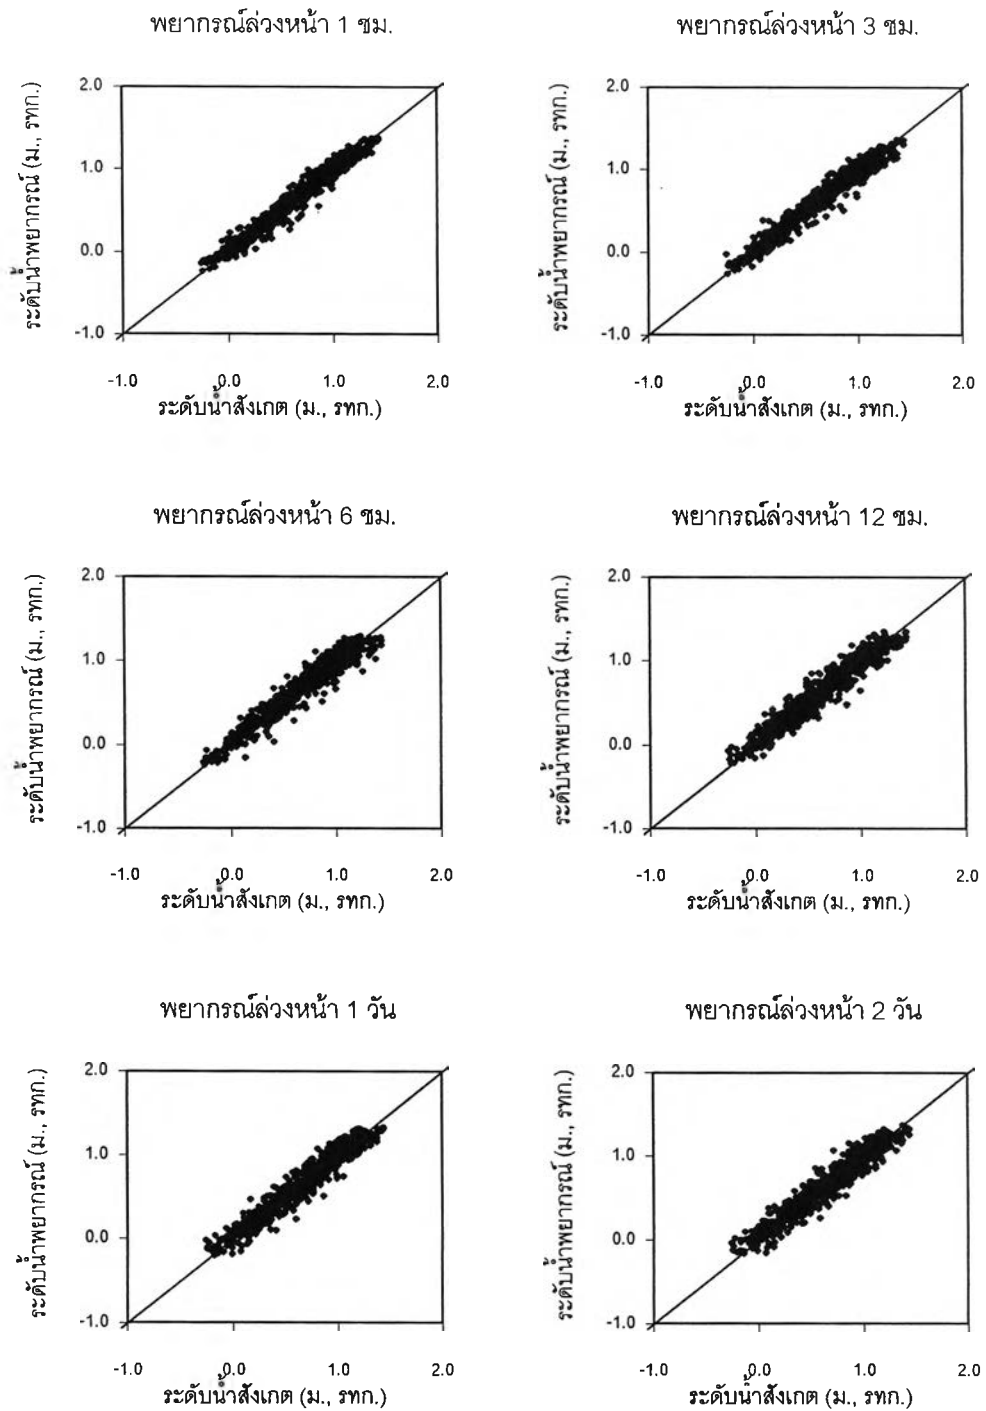 พยากรณ์ล่วงหน้า 1 ชม.
ระดับน้ำพยากรณ์ (ม., รทก.)
2.0
1.0
0.0
-1.0
-1.0 0.0 1.0 2.0
ระดับน้ำสังเกต (ม., รทก.)
พยากรณ์ล่วงหน้า 3 ชม.
ระดับน้ำพยากรณ์ (ม., รทก.)
2.0
1.0
0.0
-1.0
-1.0 0.0 1.0 2.0
ระดับน้ำสังเกต (ม., รทก.)
พยากรณ์ล่วงหน้า 6 ชม.
ระดับน้ำพยากรณ์ (ม., รทก.)
2.0
1.0
0.0
-1.0
-1.0 0.0 1.0 2.0
ระดับน้ำสังเกต (ม., รทก.)
พยากรณ์ล่วงหน้า 12 ชม.
ระดับน้ำพยากรณ์ (ม., รทก.)
2.0
1.0
0.0
-1.0
-1.0 0.0 1.0 2.0
ระดับน้ำสังเกต (ม., รทก.)
พยากรณ์ล่วงหน้า 1 วัน
ระดับน้ำพยากรณ์ (ม., รทก.)
2.0
1.0
0.0
-1.0
-1.0 0.0 1.0 2.0
ระดับน้ำสังเกต (ม., รทก.)
พยากรณ์ล่วงหน้า 2 วัน
ระดับน้ำพยากรณ์ (ม., รทก.)
2.0
1.0
0.0
-1.0
-1.0 0.0 1.0 2.0
ระดับน้ำสังเกต (ม., รทก.)